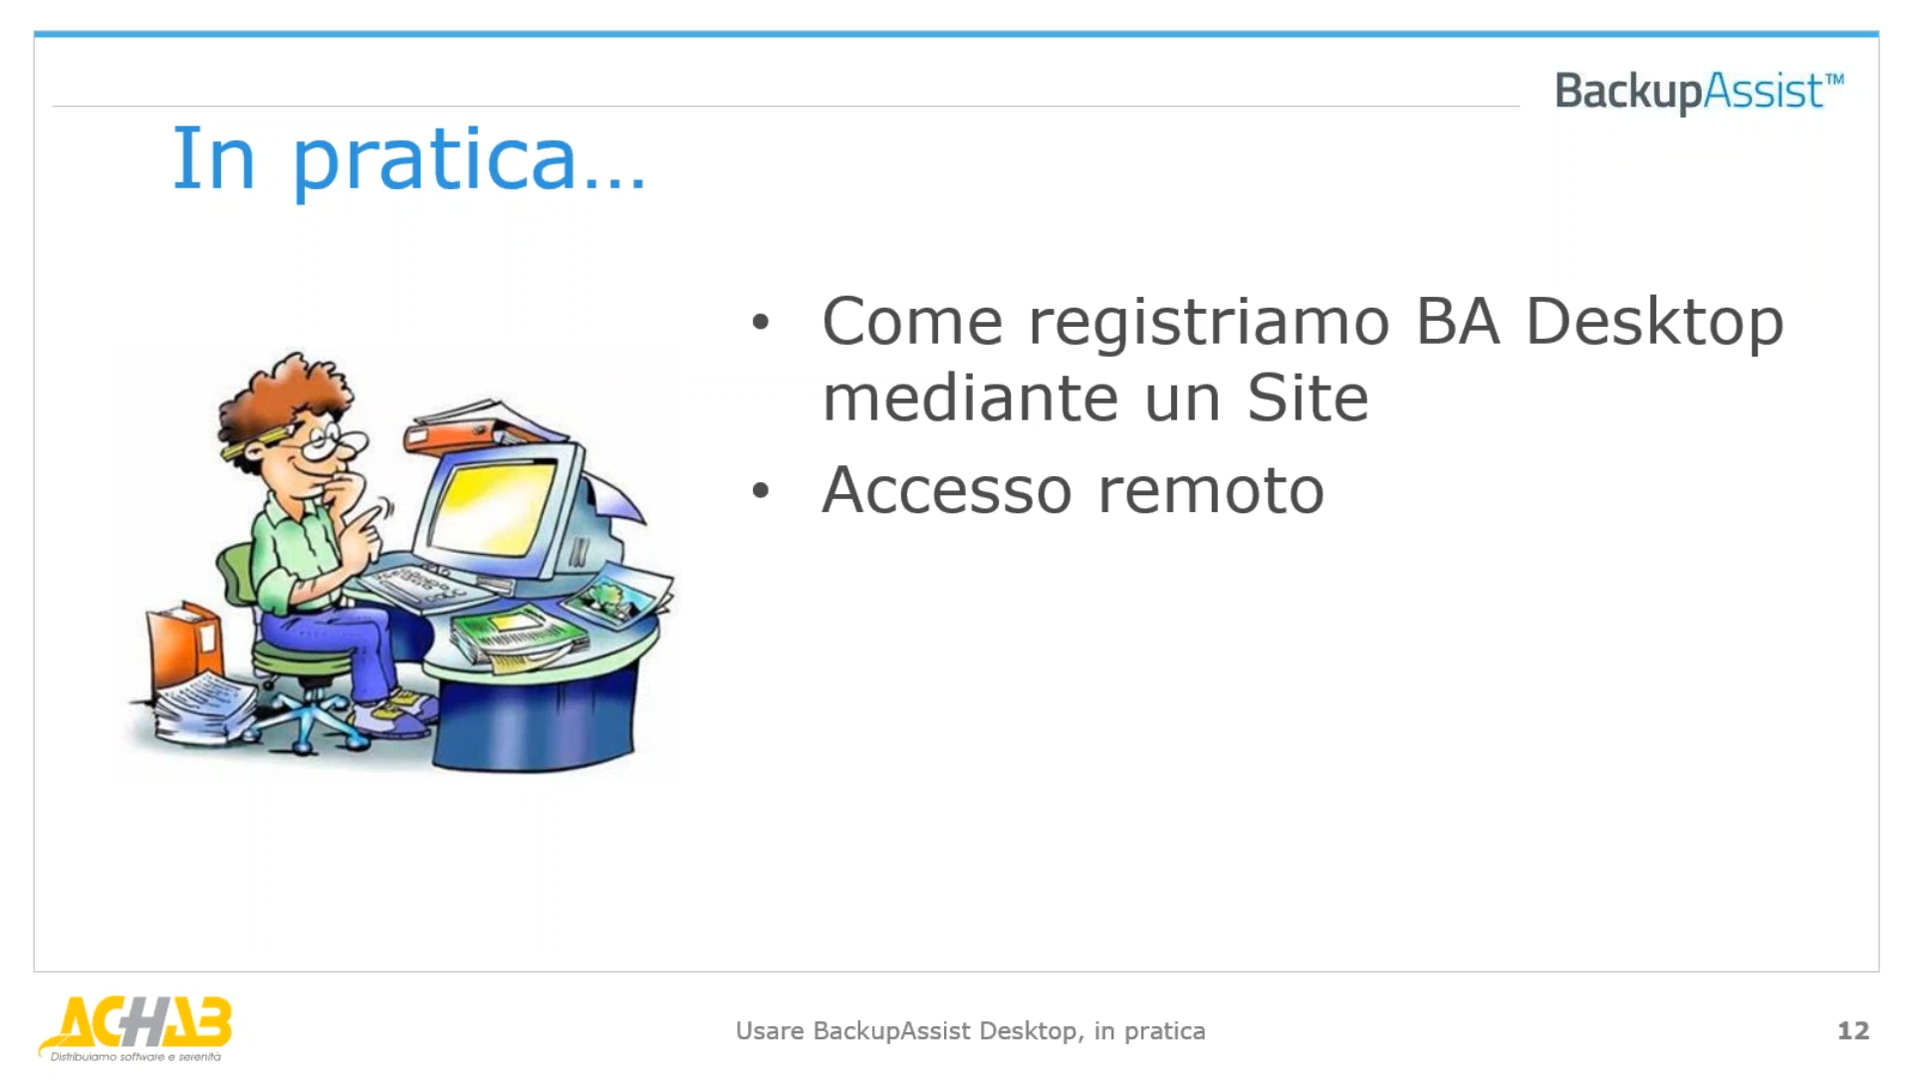 BackupAssist™
In pratica...
• Come registriamo BA Desktop
mediante un Site
• Accesso remoto
ACHAB
Distribuiamo software e serenità
Usare BackupAssist Desktop, in pratica
12